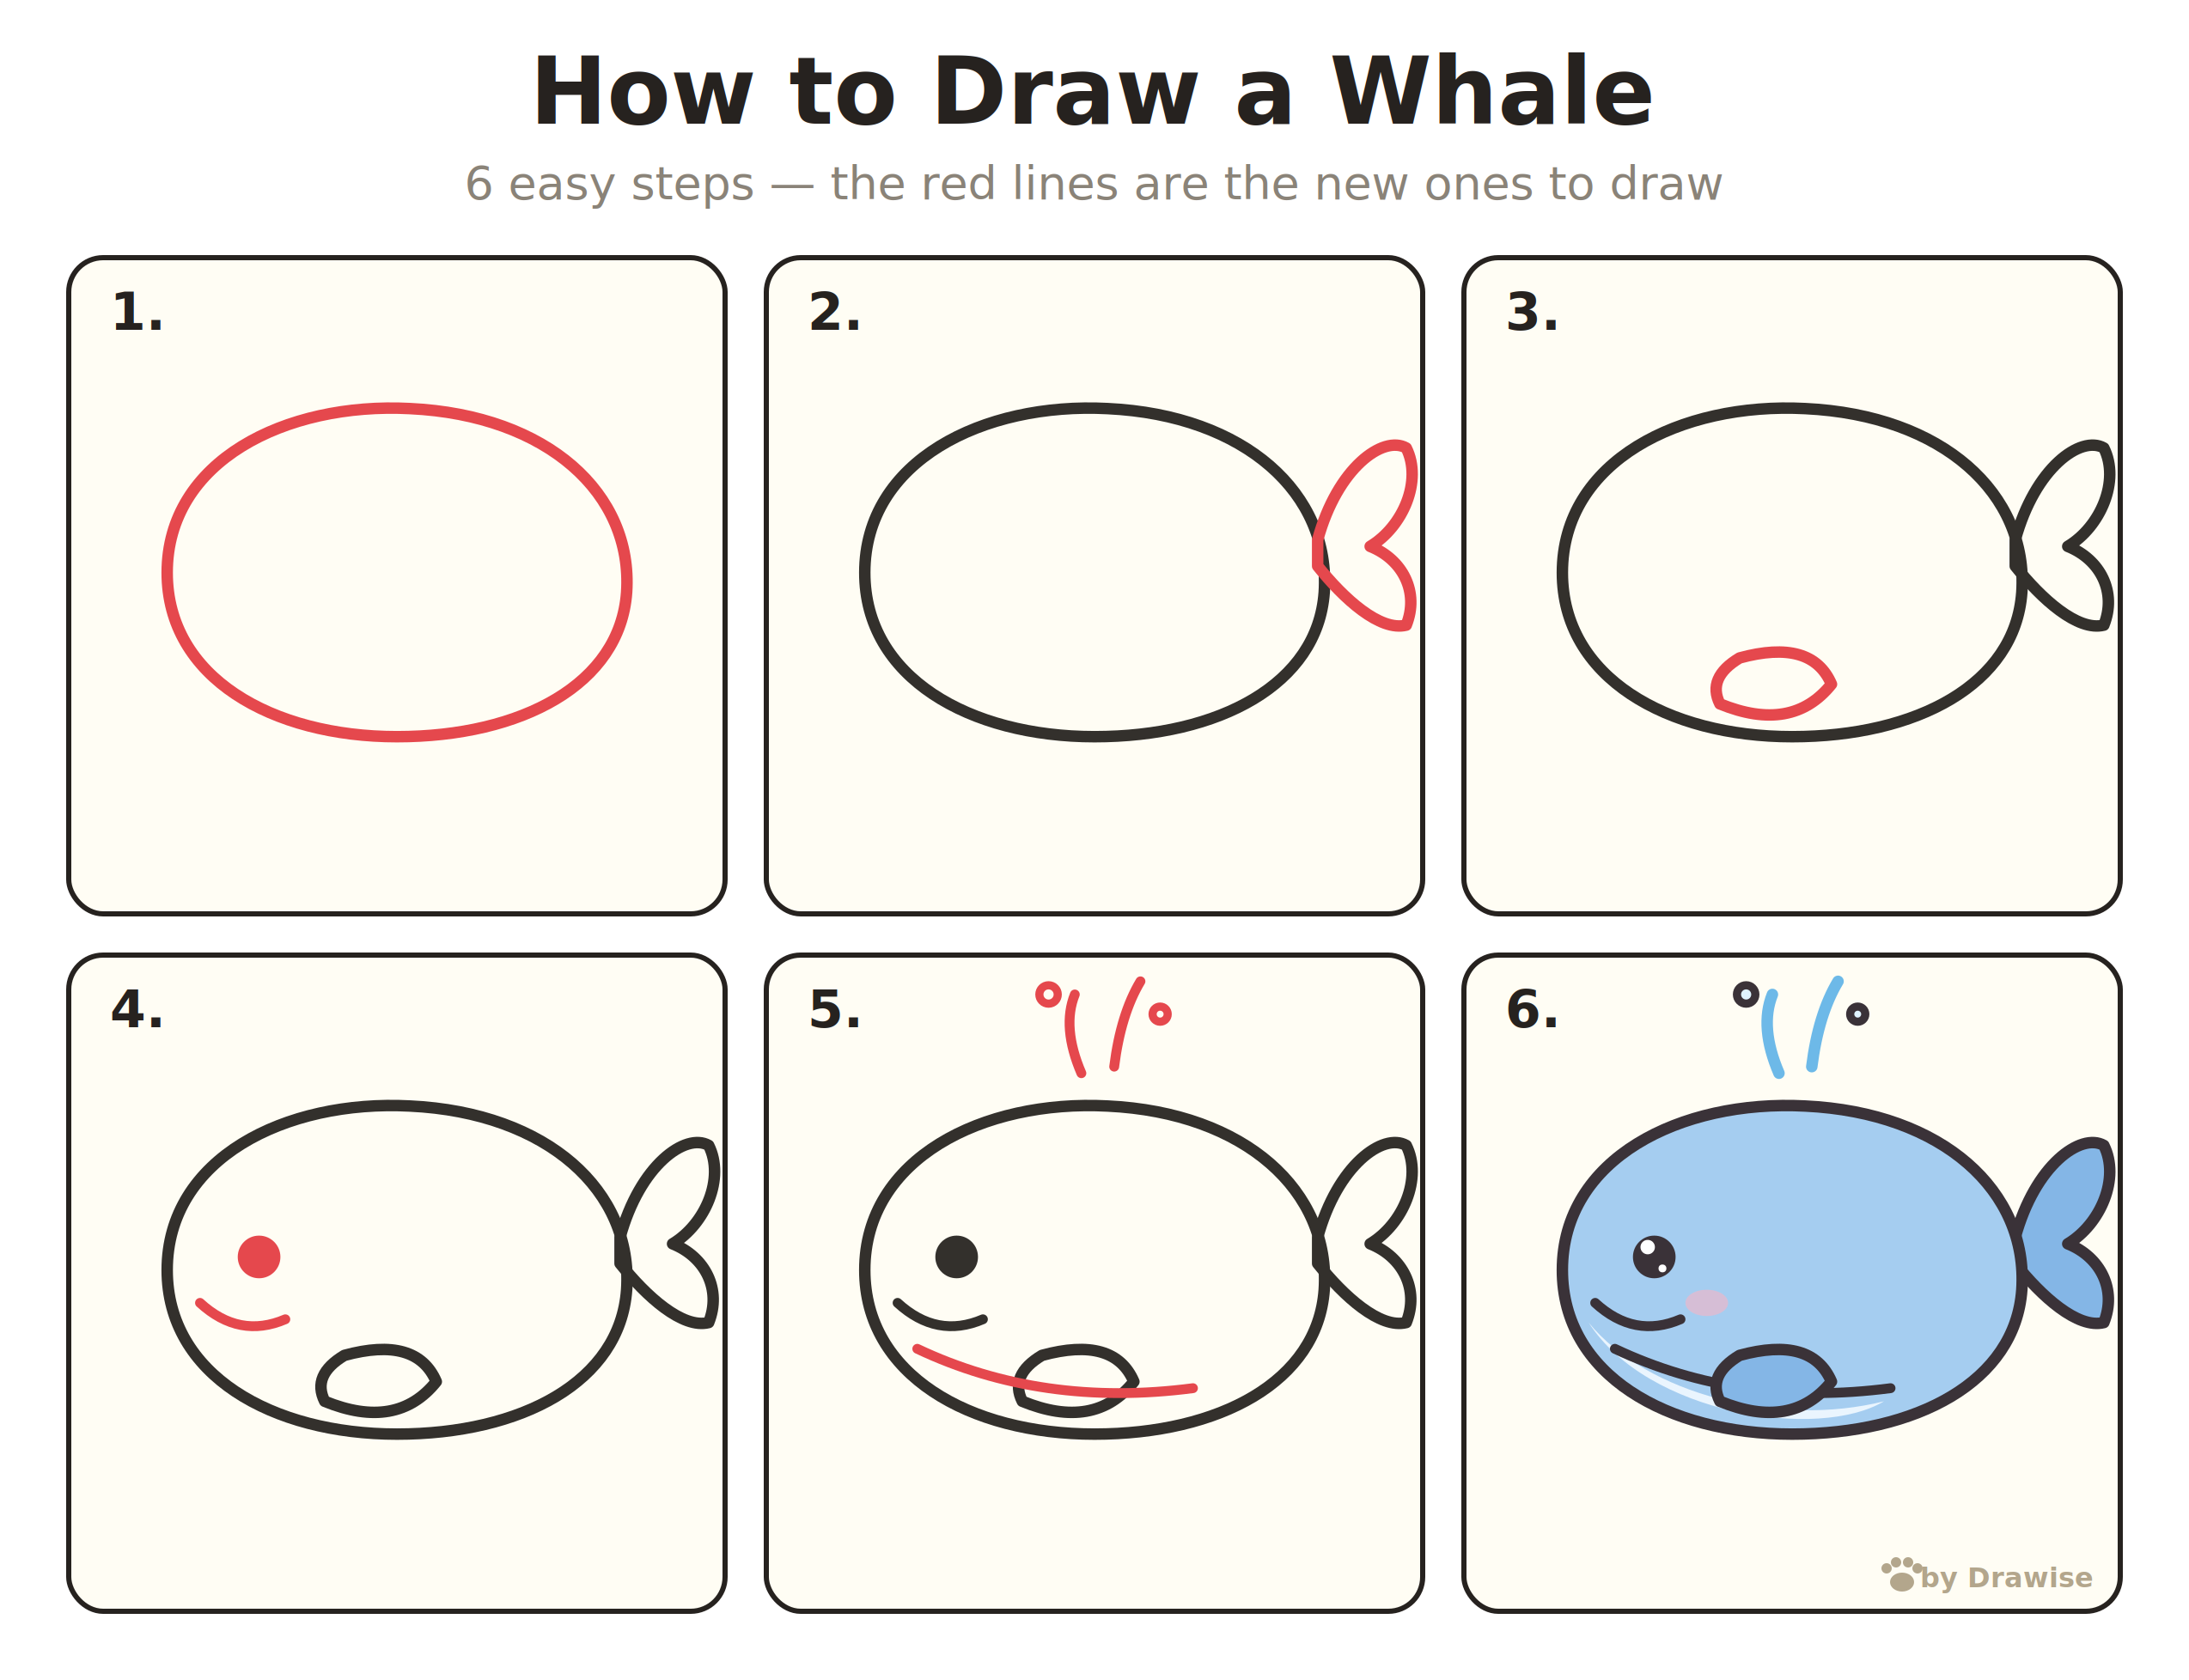 How to Draw a Whale
6 easy steps — the red lines are the new ones to draw
1.
2.
3.
4.
5.
6.
by Drawise